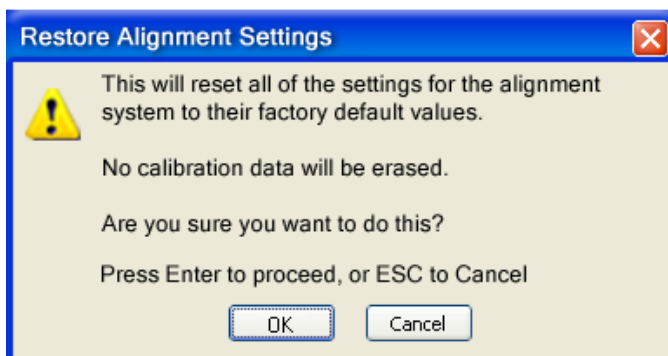 Restore Alignment Settings
This will reset all of the settings for the alignment
system to their factory default values.
No calibration data will be erased.
Are you sure you want to do this?
Press Enter to proceed, or ESC to Cancel
OK
Cancel